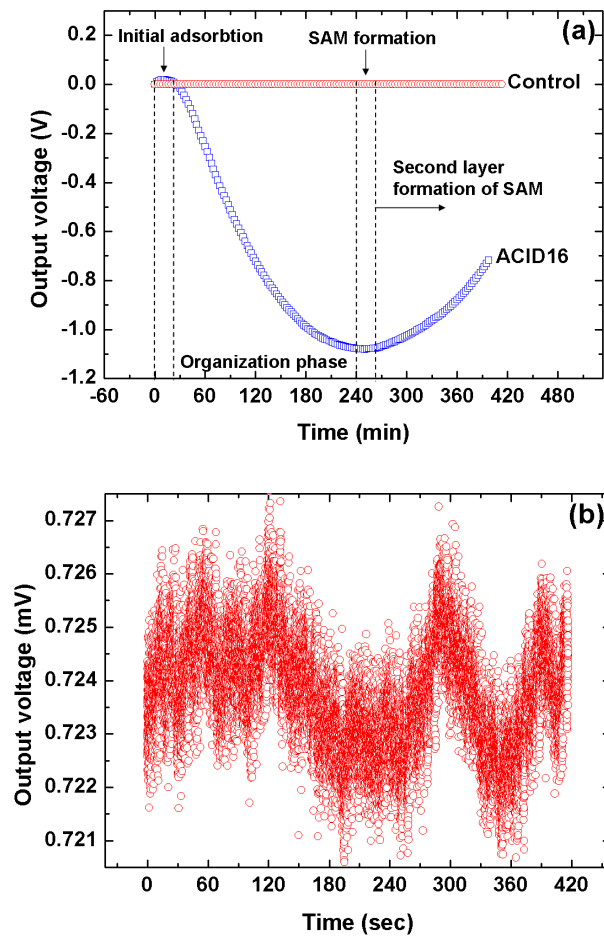 Initial adsorbtion
SAM formation
(a)
0.0
Control
-0.2
-0.4
Second layer
formation of SAM
-0.6
ACID16
-0.8
-1.0
Organization phase
-1.2
-60 0 60 120 180 240 300 360 420 480
Time (min)
Output voltage (V)
(b)
0.727
0.726
0.725
0.724
0.723
0.722
0.721
0 60 120 180 240 300 360 420
Time (sec)
Output voltage (mV)